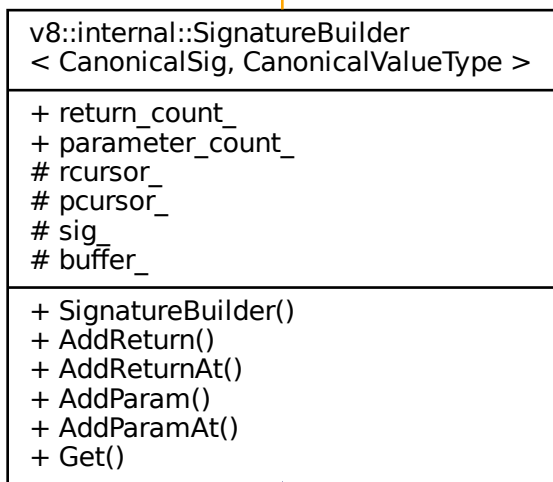 v8::internal::SignatureBuilder
< CanonicalSig, CanonicalValueType >
+ return_count_
+ parameter_count_
# rcursor_
# pcursor_
# sig_
# buffer_
+ SignatureBuilder()
+ AddReturn()
+ AddReturnAt()
+ AddParam()
+ AddParamAt()
+ Get()